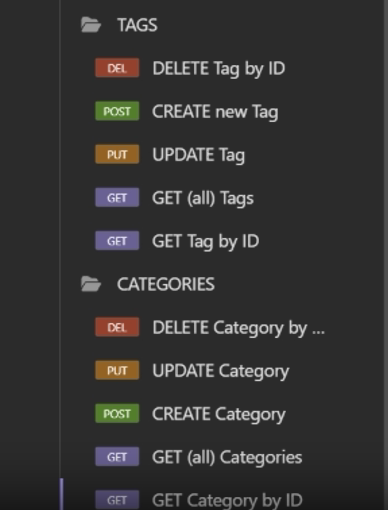 TAGS
DEL DELETE Tag by ID
POST CREATE new Tag
PUT UPDATE Tag
GET GET (all) Tags
GET GET Tag by ID
CATEGORIES
DEL DELETE Category by ...
PUT UPDATE Category
POST CREATE Category
GET GET (all) Categories
GET GET Category by ID